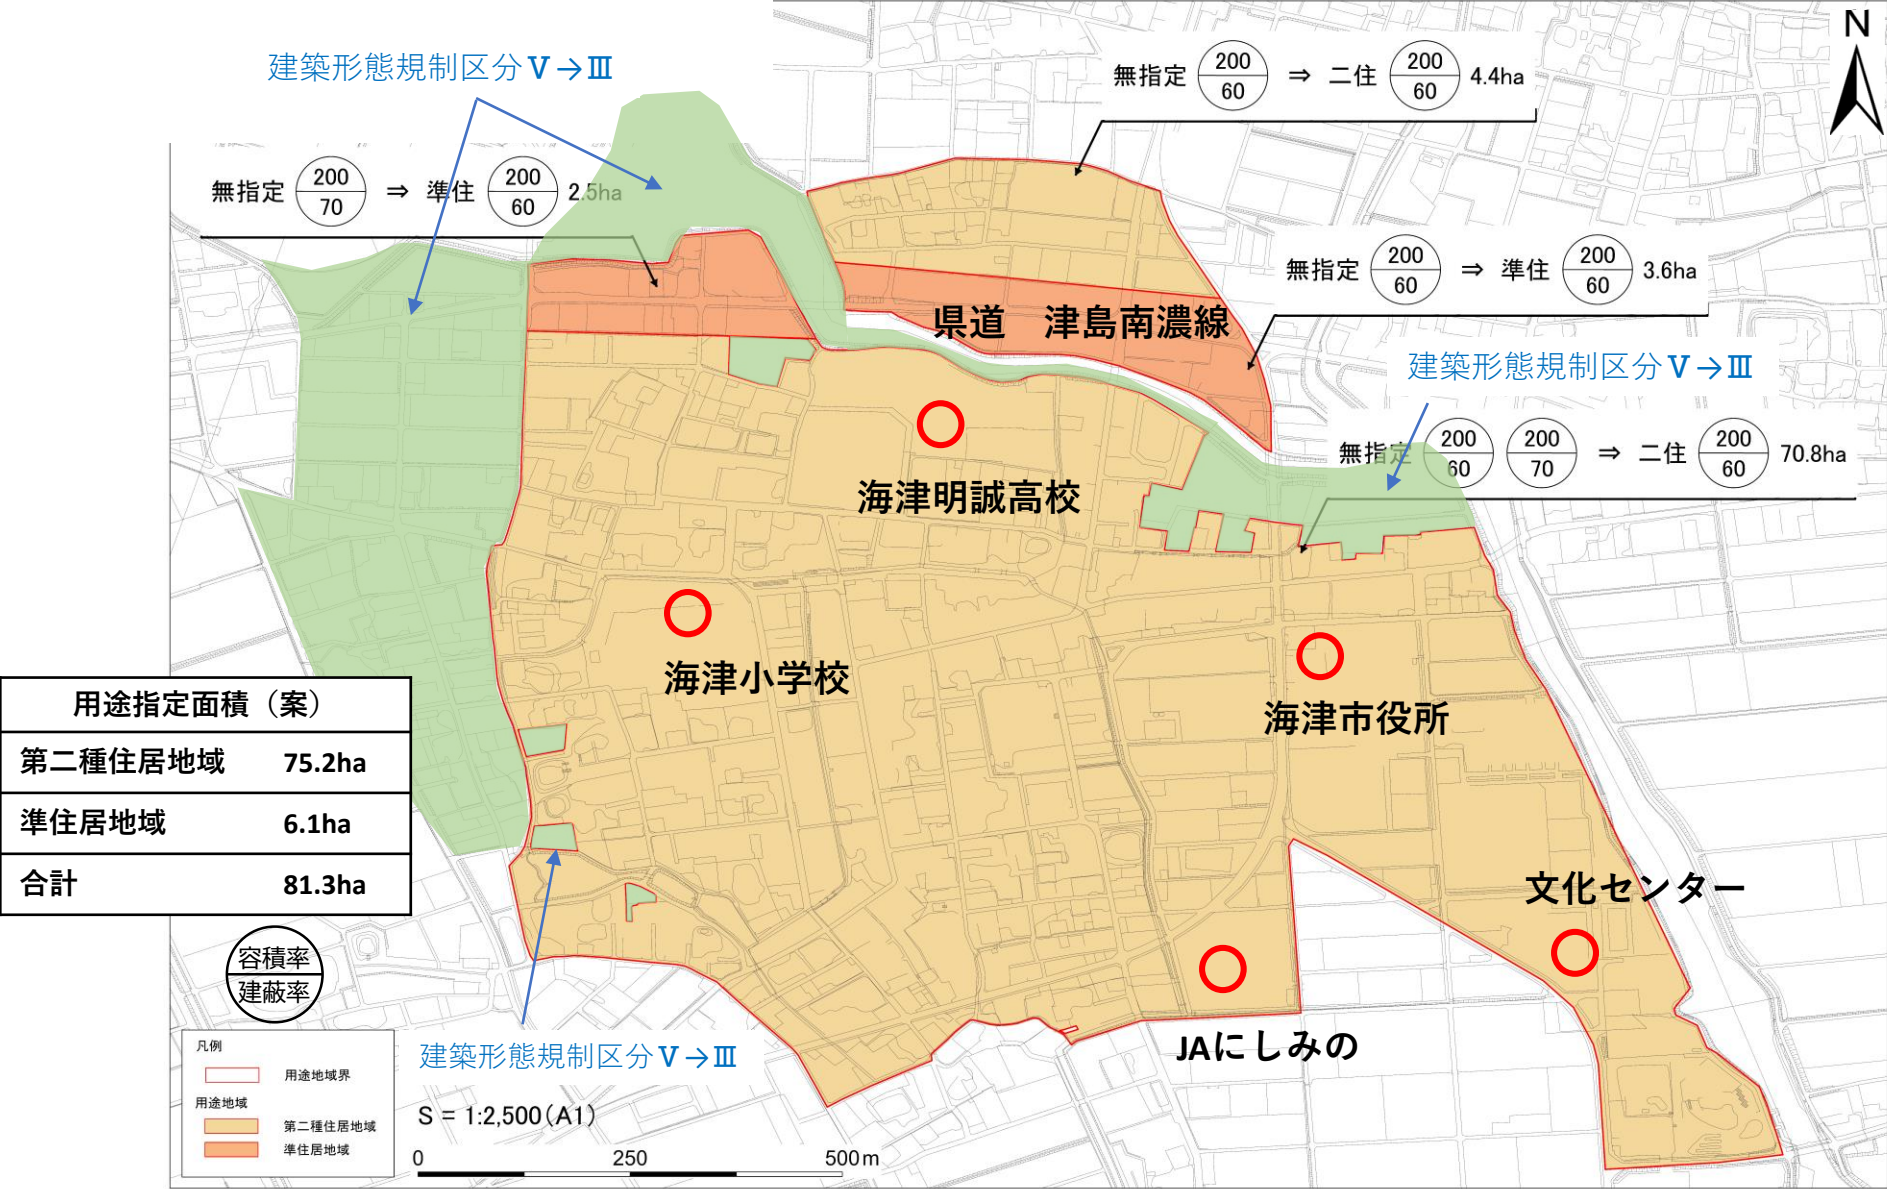 建築形態規制区分Ⅴ→Ⅲ
無指定 200/60 ⇒ 二住 200/60 4.4ha
N
無指定 200/70 ⇒ 準住 200/60 2.5ha
無指定 200/60 ⇒ 準住 200/60 3.6ha
県道 津島南濃線
建築形態規制区分Ⅴ→Ⅲ
無指定 200/60 200/70 ⇒ 二住 200/60 70.8ha
海津明誠高校
海津小学校
海津市役所
用途指定面積（案）
第二種住居地域 75.2ha
準住居地域 6.1ha
合計 81.3ha
文化センター
容積率
建蔽率
JAにしみの
建築形態規制区分Ⅴ→Ⅲ
凡例
用途地域界
用途地域
第二種住居地域
準住居地域
S = 1:2,500(A1)
0 250 500m